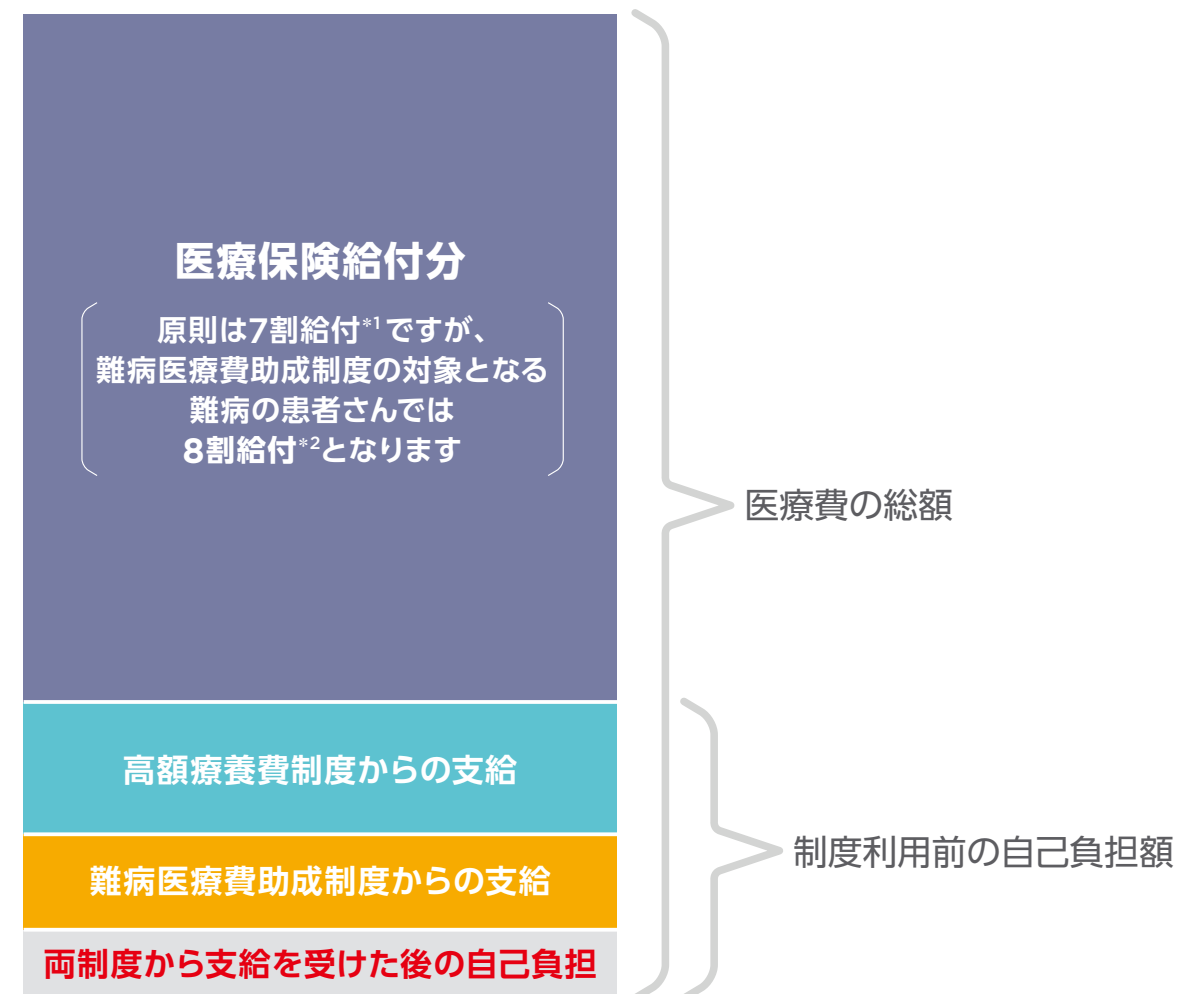 医療保険給付分
原則は7割給付*1ですが、
難病医療費助成制度の対象となる
難病の患者さんでは
8割給付*2となります
医療費の総額
高額療養費制度からの支給
制度利用前の自己負担額
難病医療費助成制度からの支給
両制度から支給を受けた後の自己負担